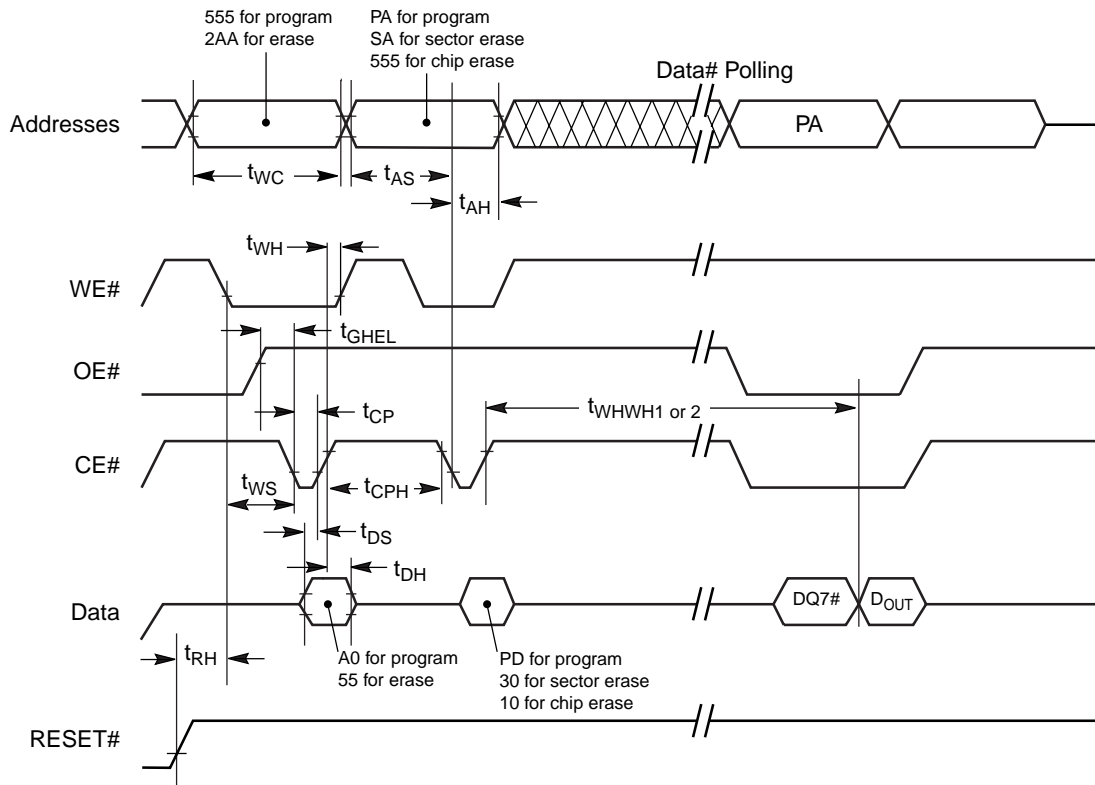 555 for program
2AA for erase
PA for program
SA for sector erase
555 for chip erase
Data# Polling
Addresses
PA
tWC
tAS
tAH
tWH
WE#
tGHEL
OE#
tWHWH1 or 2
tCP
CE#
tWS
tCPH
tDS
tDH
Data
DQ7#
DOUT
tRH
A0 for program
55 for erase
PD for program
30 for sector erase
10 for chip erase
RESET#